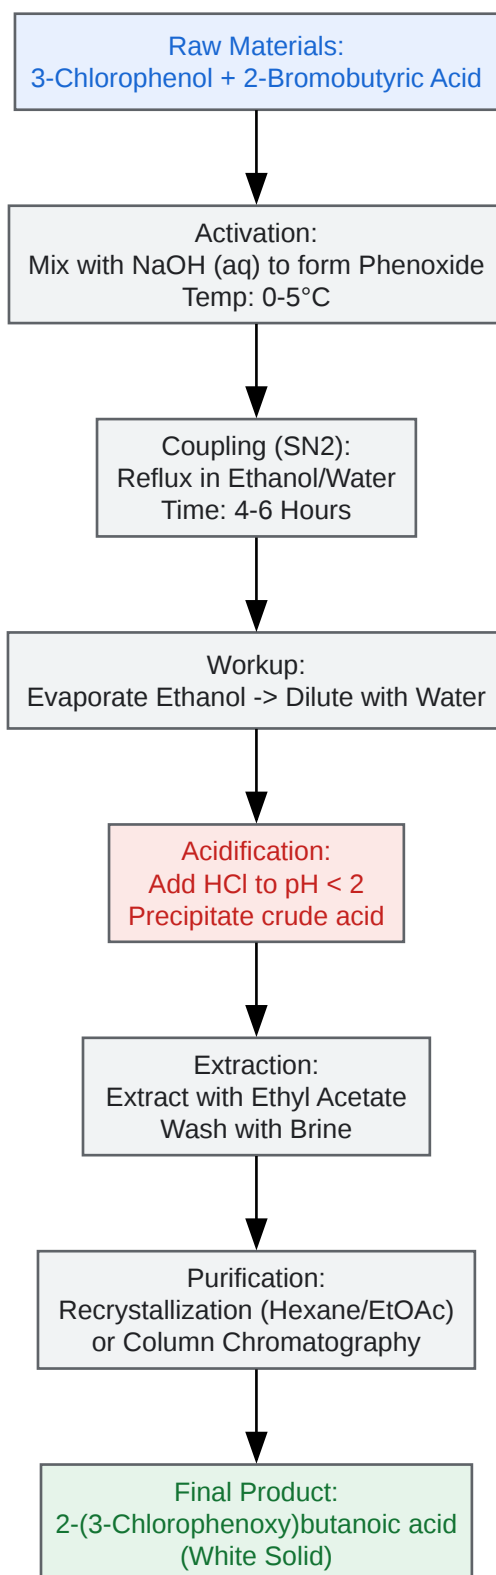 Raw Materials:
3-Chlorophenol + 2-Bromobutyric Acid
Activation:
Mix with NaOH (aq) to form Phenoxide
Temp: 0-5°C
Coupling (SN2):
Reflux in Ethanol/Water
Time: 4-6 Hours
Workup:
Evaporate Ethanol -> Dilute with Water
Acidification:
Add HCl to pH < 2
Precipitate crude acid
Extraction:
Extract with Ethyl Acetate
Wash with Brine
Purification:
Recrystallization (Hexane/EtOAc)
or Column Chromatography
Final Product:
2-(3-Chlorophenoxy)butanoic acid
(White Solid)